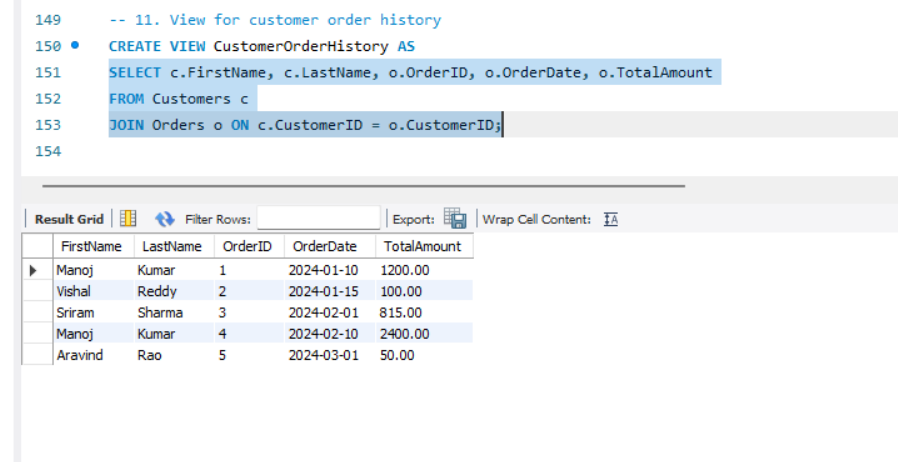 149 -- 11. View for customer order history
150 CREATE VIEW CustomerOrderHistory AS
151 SELECT c.FirstName, c.LastName, o.OrderID, o.OrderDate, o.TotalAmount
152 FROM Customers c
153 JOIN Orders o ON c.CustomerID = o.CustomerID;
154
Result Grid Filter Rows: Export: Wrap Cell Content: IA
FirstName LastName OrderID OrderDate TotalAmount
Manoj Kumar 1 2024-01-10 1200.00
Vishal Reddy 2 2024-01-15 100.00
Sriram Sharma 3 2024-02-01 815.00
Manoj Kumar 4 2024-02-10 2400.00
Aravind Rao 5 2024-03-01 50.00